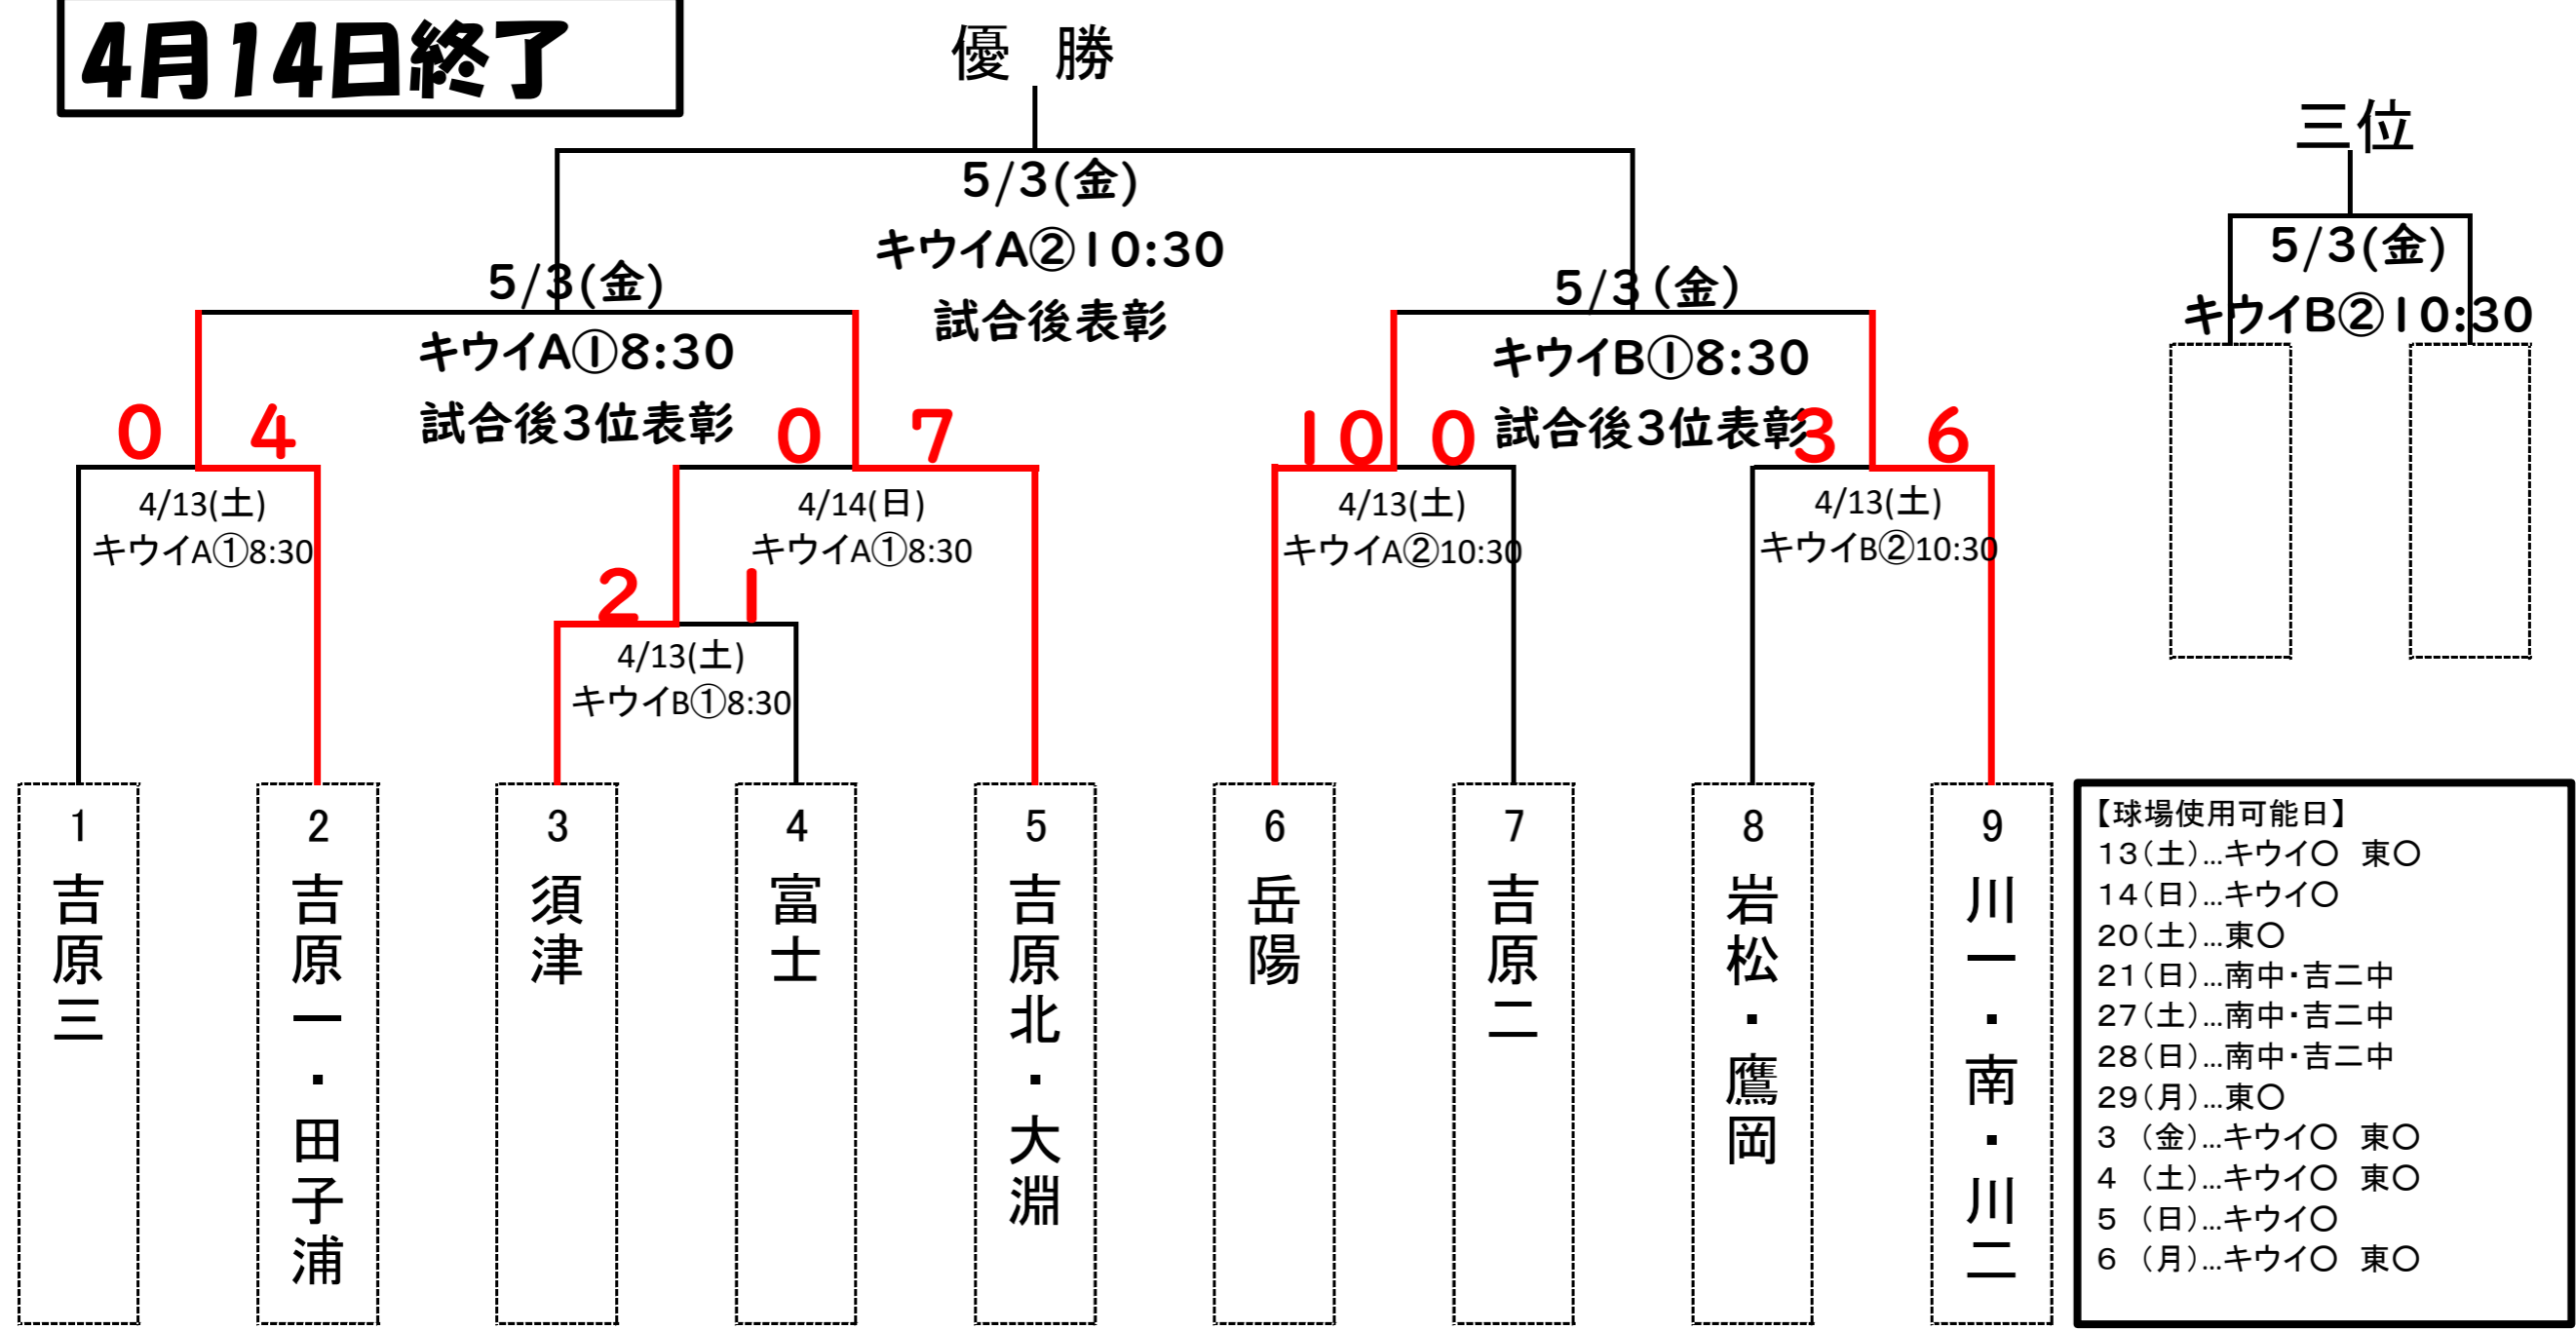 4月14日終了
優　勝
三位
5/3(金)
キウイA②10:30
試合後表彰
5/3(金)
キウイB②10:30
5/3(金)
キウイA①8:30
試合後3位表彰
5/3(金)
キウイB①8:30
試合後3位表彰
0 4
0 7
10 0
3 6
4/13(土)
キウイA①8:30
4/14(日)
キウイA①8:30
4/13(土)
キウイA②10:30
4/13(土)
キウイB②10:30
2 1
4/13(土)
キウイB①8:30
1
吉原三
2
吉原一・田子浦
3
須津
4
富士
5
吉原北・大淵
6
岳陽
7
吉原二
8
岩松・鷹岡
9
川一・南・川二
【球場使用可能日】
13(土)…キウイ○　東○
14(日)…キウイ○
20(土)…東○
21(日)…南中・吉二中
27(土)…南中・吉二中
28(日)…南中・吉二中
29(月)…東○
3 (金)…キウイ○　東○
4 (土)…キウイ○　東○
5 (日)…キウイ○
6 (月)…キウイ○　東○